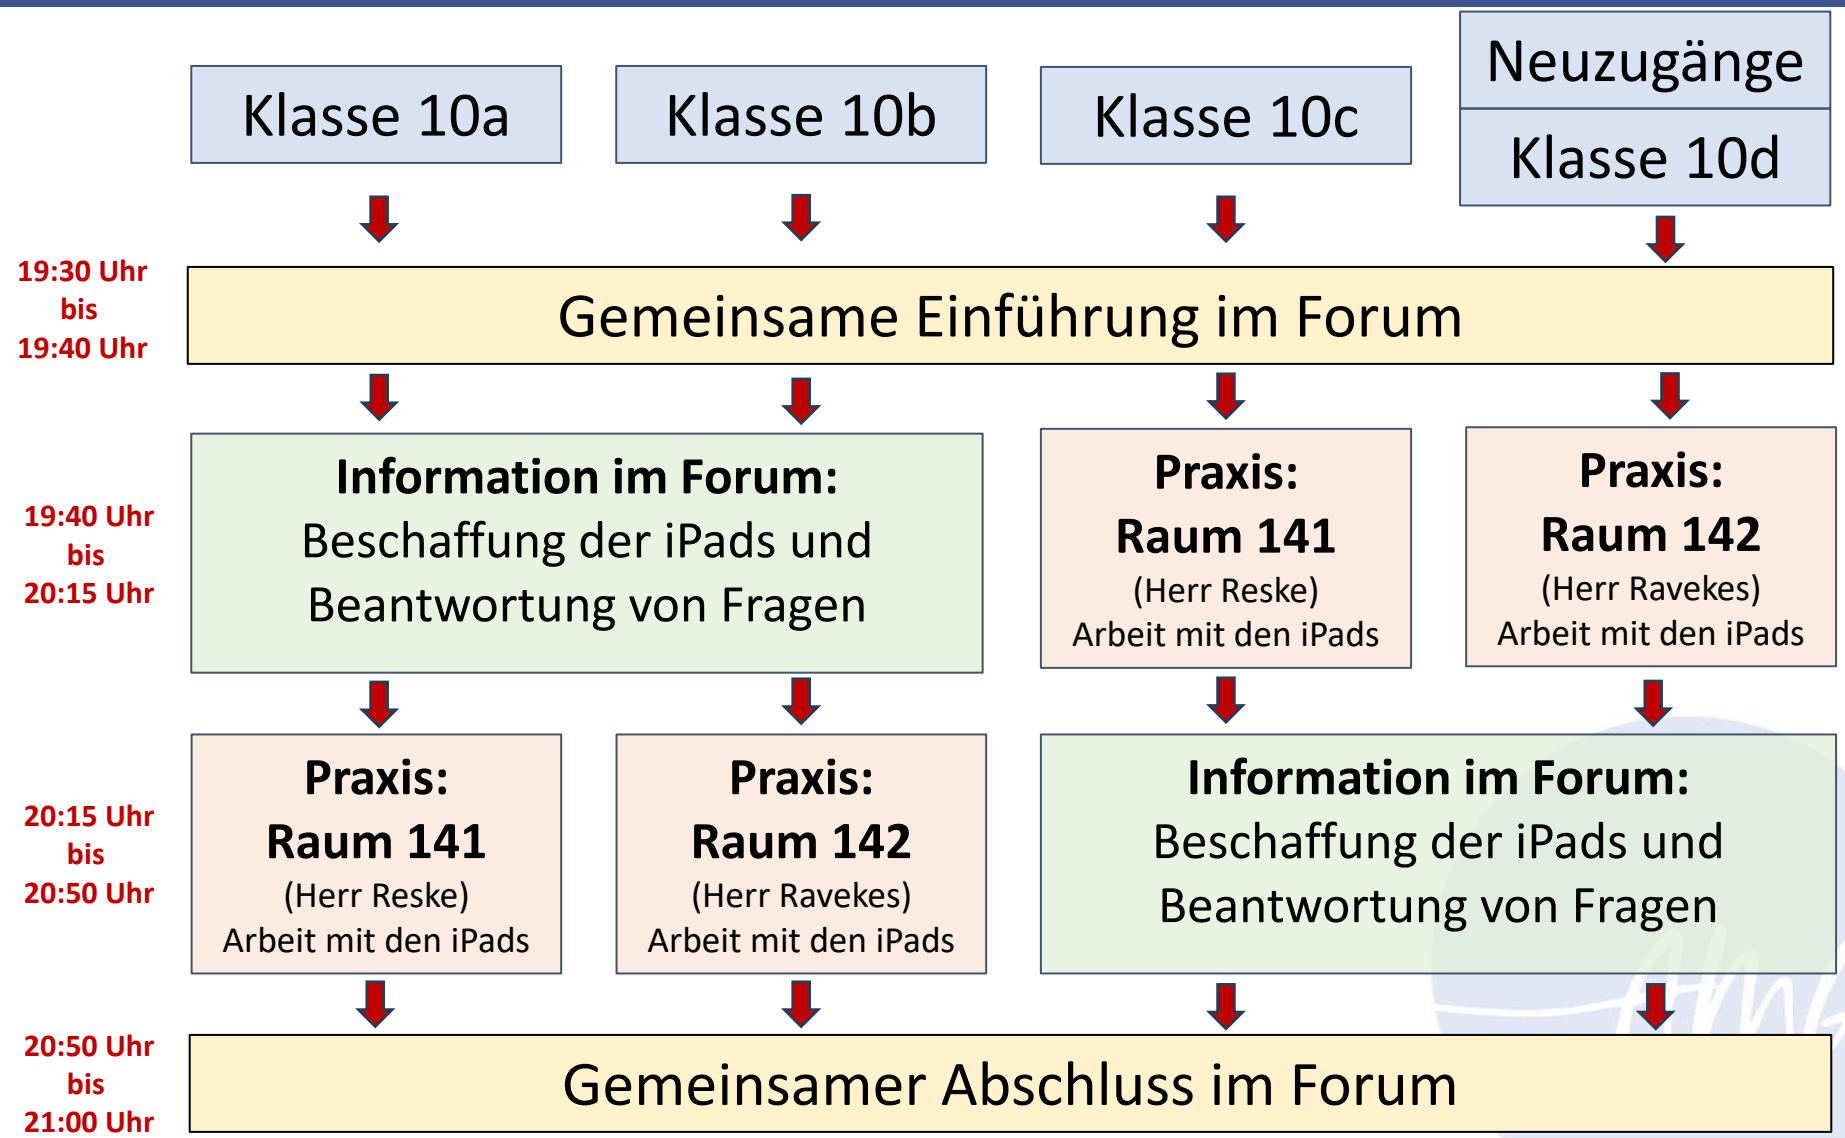 Klasse 10a
Klasse 10b
Klasse 10c
Neuzugänge
Klasse 10d
19:30 Uhr
bis
19:40 Uhr
Gemeinsame Einführung im Forum
19:40 Uhr
bis
20:15 Uhr
Information im Forum:
Beschaffung der iPads und
Beantwortung von Fragen
Praxis:
Raum 141
(Herr Reske)
Arbeit mit den iPads
Praxis:
Raum 142
(Herr Ravekes)
Arbeit mit den iPads
20:15 Uhr
bis
20:50 Uhr
Praxis:
Raum 141
(Herr Reske)
Arbeit mit den iPads
Praxis:
Raum 142
(Herr Ravekes)
Arbeit mit den iPads
Information im Forum:
Beschaffung der iPads und
Beantwortung von Fragen
20:50 Uhr
bis
21:00 Uhr
Gemeinsamer Abschluss im Forum